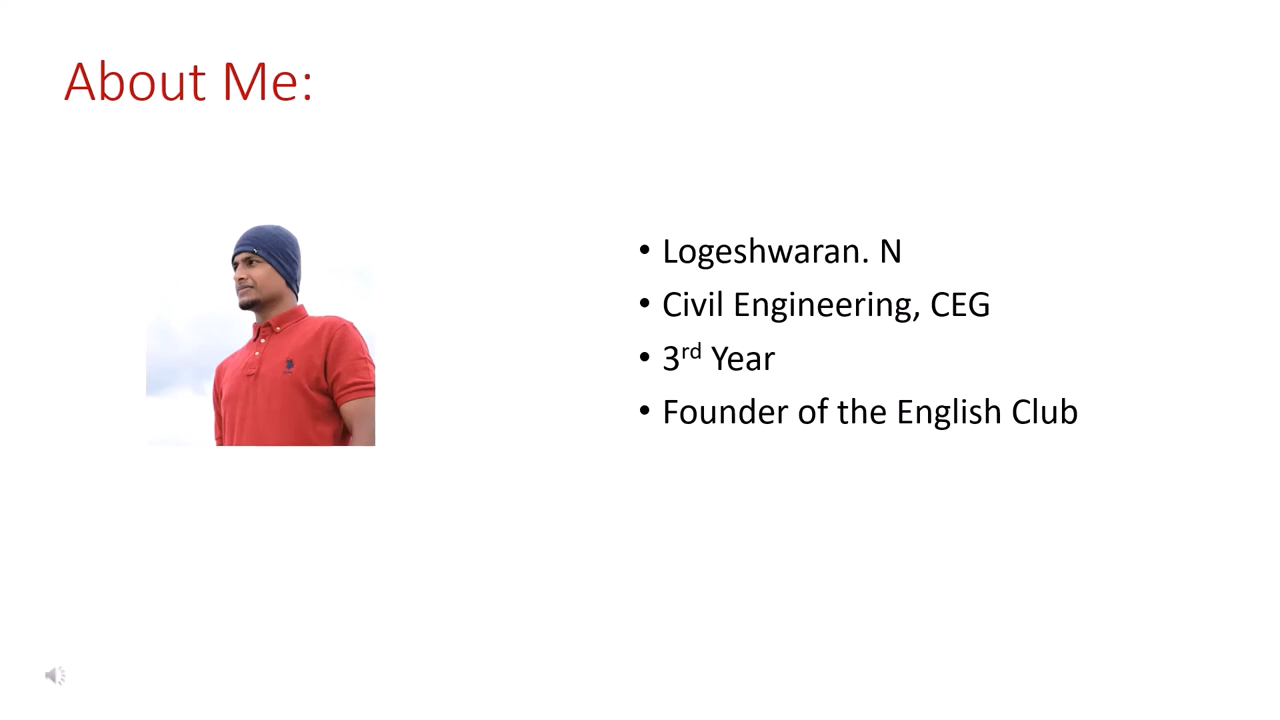 About Me:
• Logeshwaran. N
• Civil Engineering, CEG
• 3rd Year
• Founder of the English Club